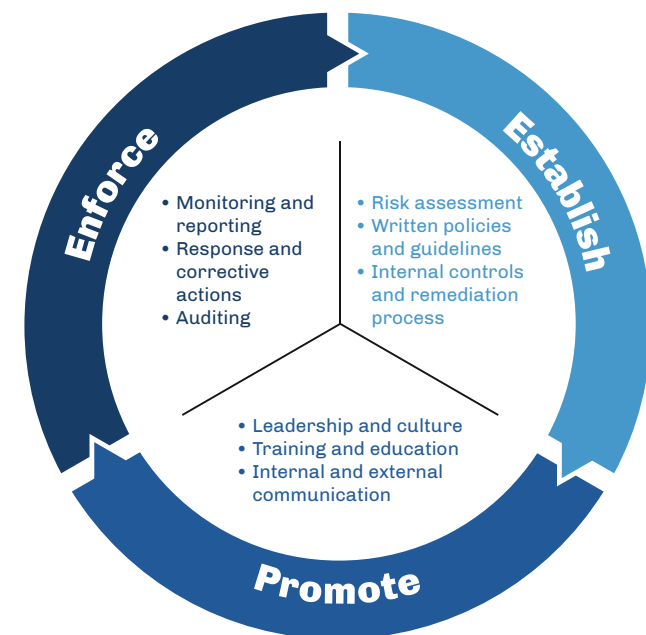 Enforce
Establish
• Monitoring and
reporting
• Response and
corrective
actions
• Auditing
• Risk assessment
• Written policies
and guidelines
• Internal controls
and remediation
process
• Leadership and culture
• Training and education
• Internal and external
communication
Promote